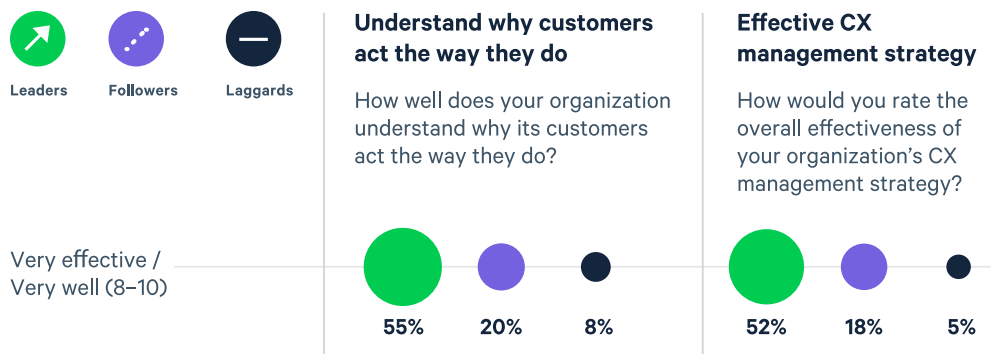 Leaders
Followers
Laggards
Understand why customers
act the way they do
How well does your organization
understand why its customers
act the way they do?
Effective CX
management strategy
How would you rate the
overall effectiveness of
your organization’s CX
management strategy?
Very effective /
Very well (8–10)
55%
20%
8%
52%
18%
5%